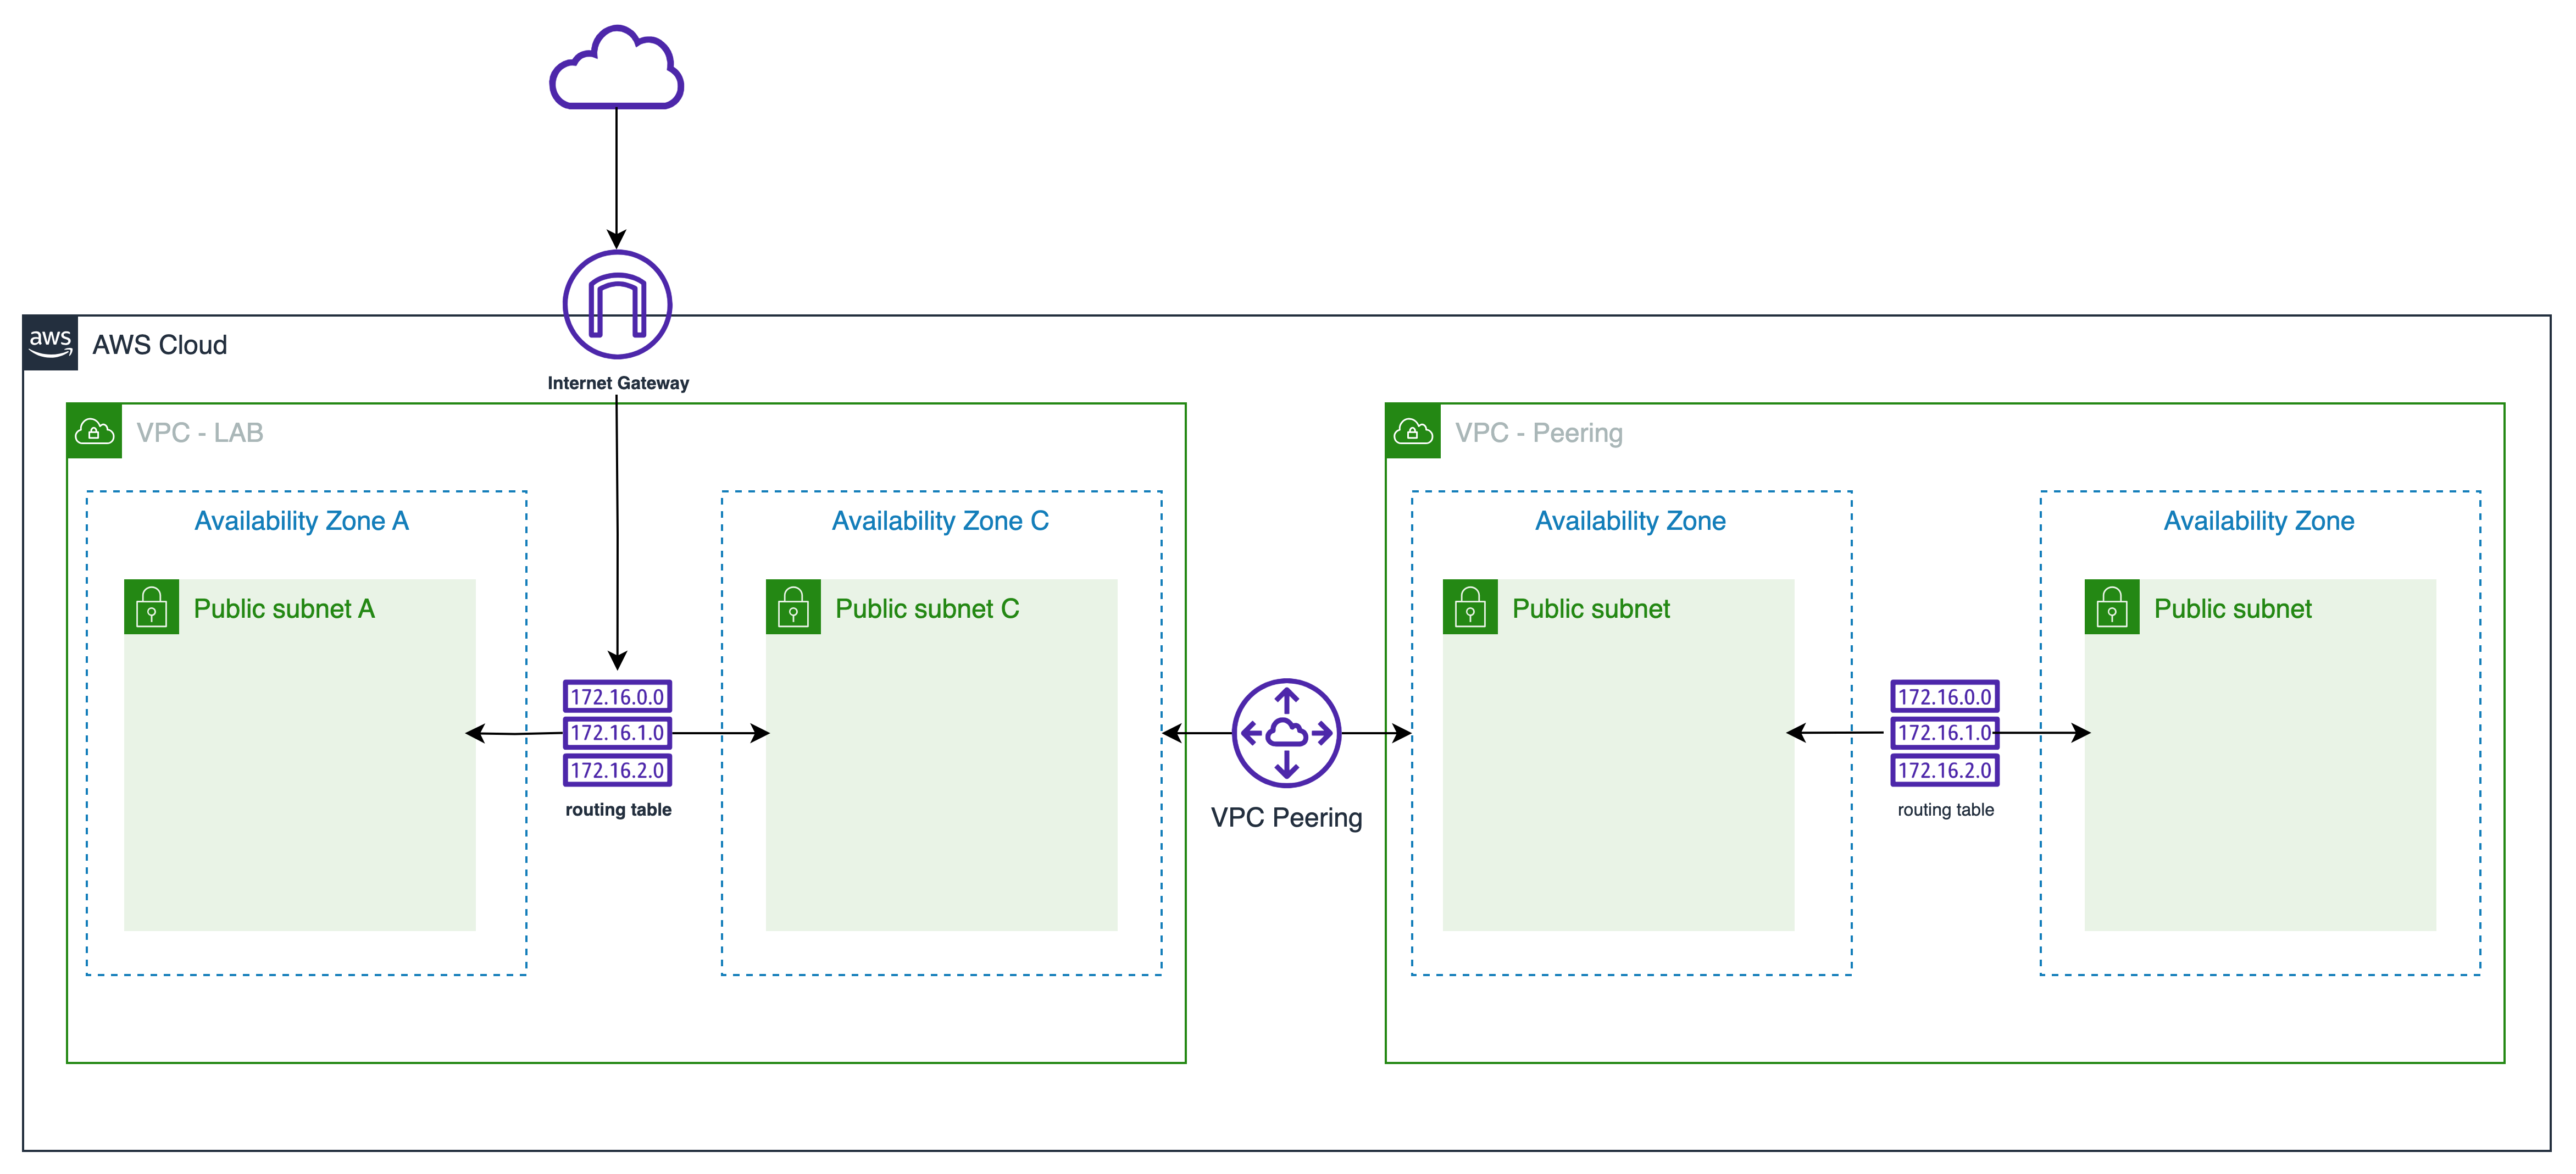 aws
AWS Cloud
Internet Gateway
VPC - LAB
VPC - Peering
Availability Zone A
Availability Zone C
Availability Zone
Availability Zone
Public subnet A
Public subnet C
Public subnet
Public subnet
172.16.0.0
172.16.1.0
172.16.2.0
routing table
VPC Peering
172.16.0.0
172.16.1.0
172.16.2.0
routing table